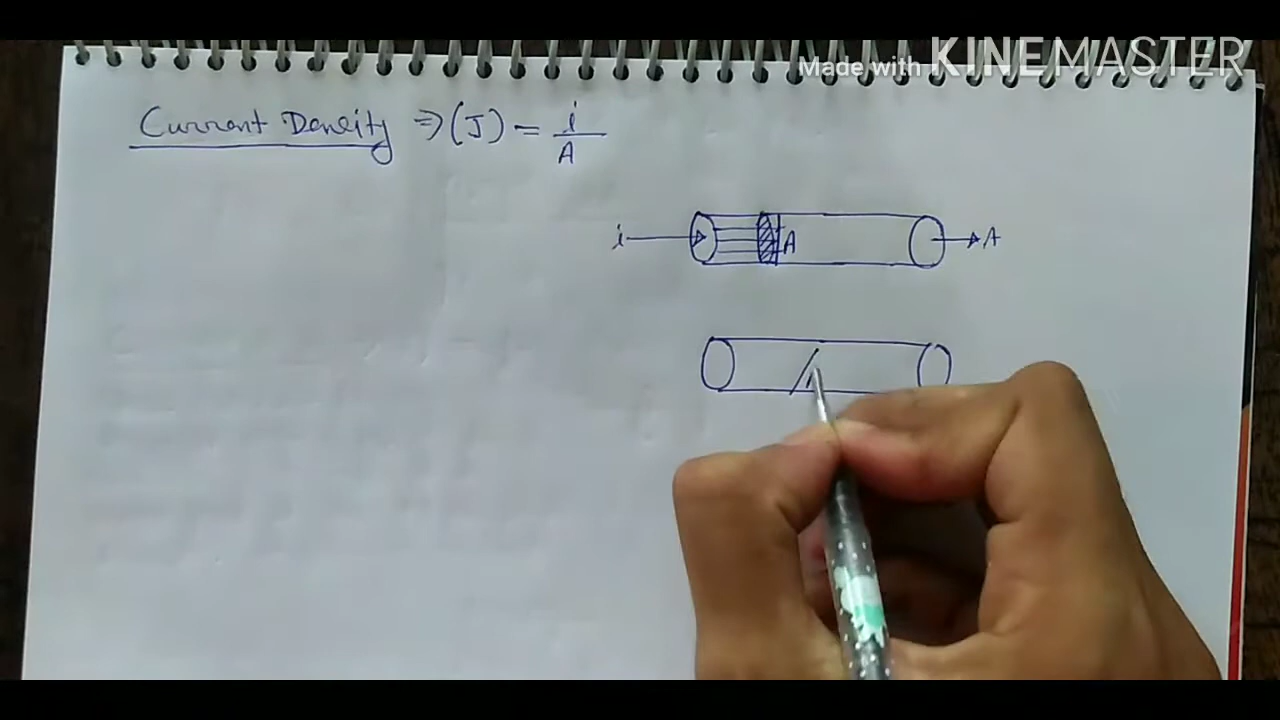 Made with KINEMASTER
Current Density ⇒ (J) = i/A
i A A